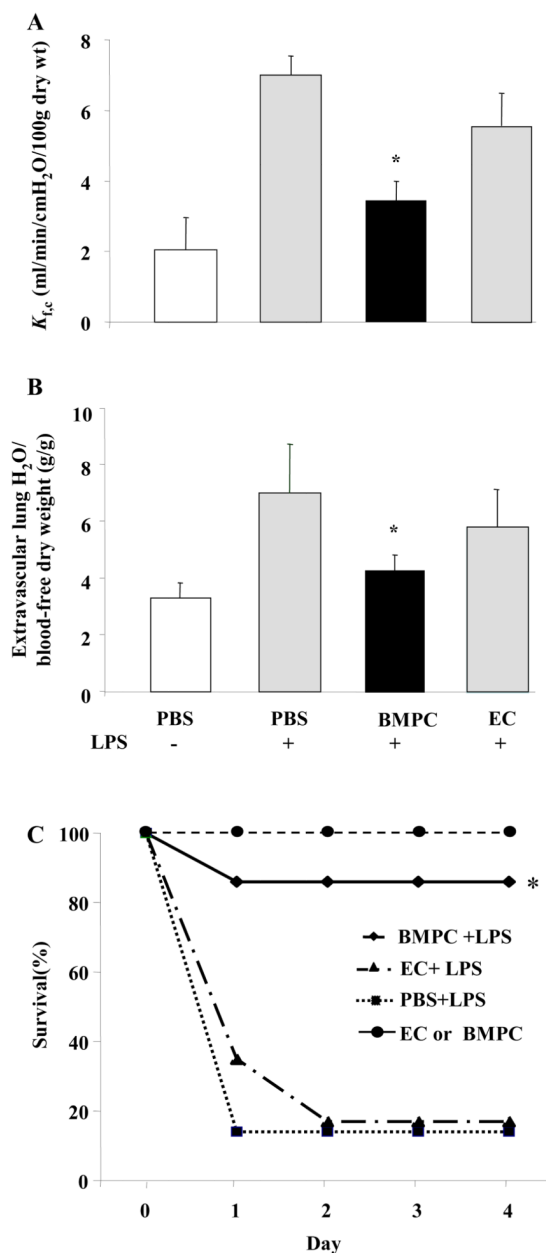 A
K_f,c (ml/min/cmH₂O/100g dry wt)
8
6
4
2
0
*
B
Extravascular lung H₂O/
blood-free dry weight (g/g)
10
8
6
4
2
0
*
PBS PBS BMPC EC
LPS - + + +
C
Survival(%)
100
80
60
40
20
0
*
BMPC +LPS
EC+ LPS
PBS+LPS
EC or BMPC
0 1 2 3 4
Day